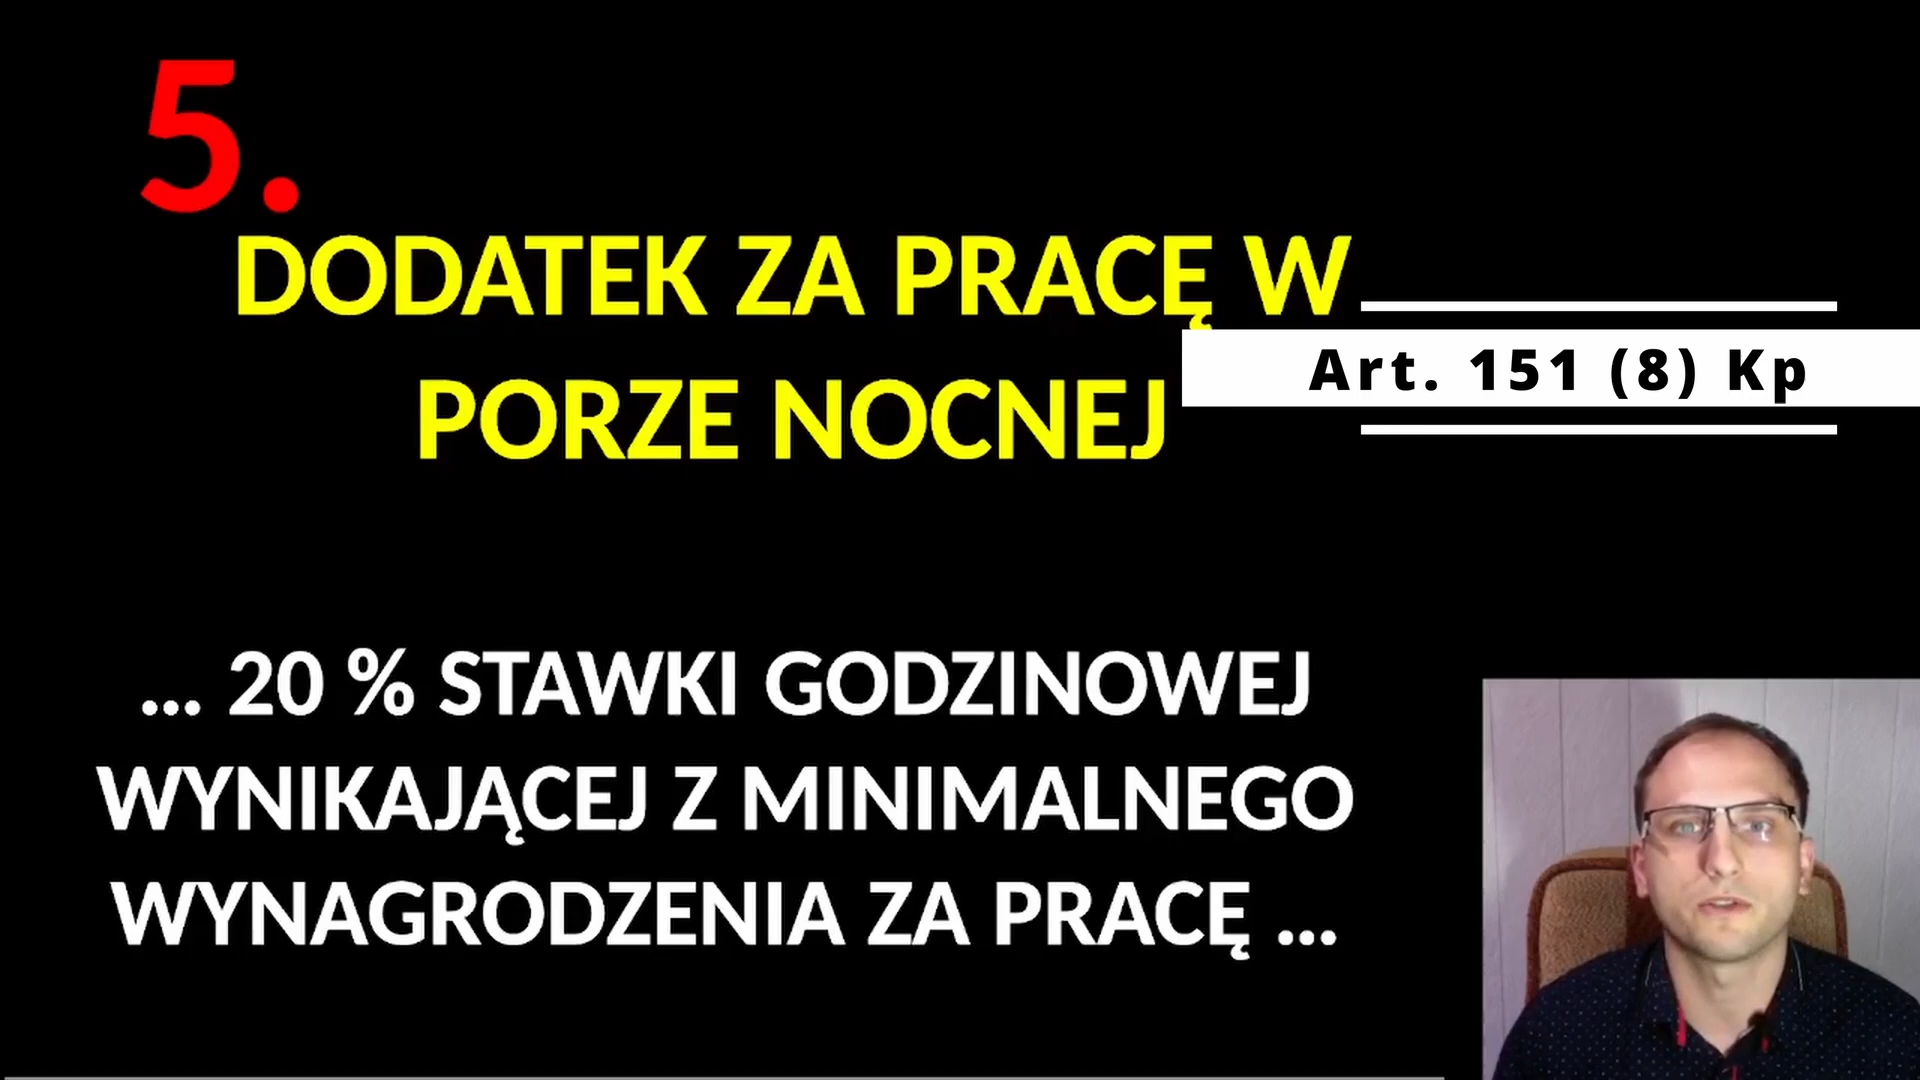 5.
DODATEK ZA PRACĘ W
PORZE NOCNEJ
Art. 151 (8) Kp
... 20 % STAWKI GODZINOWEJ
WYNIKAJĄCEJ Z MINIMALNEGO
WYNAGRODZENIA ZA PRACĘ ...